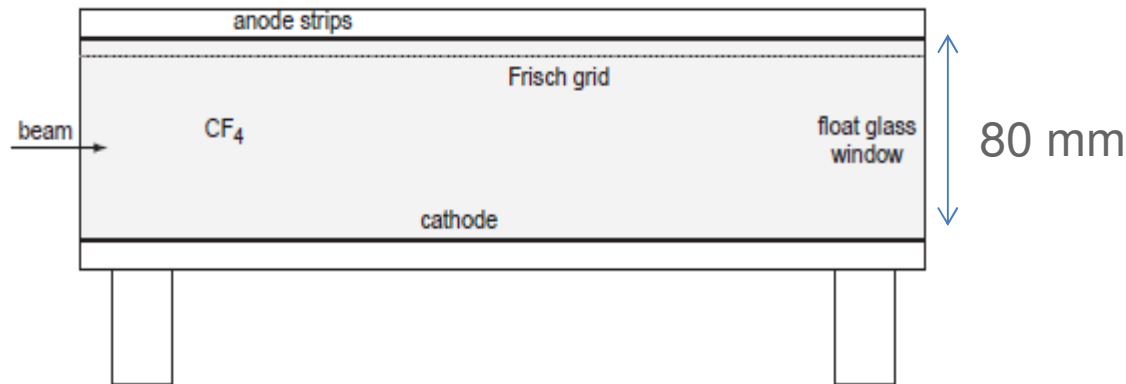 anode strips
Frisch grid
beam
CF₄
float glass
window
80 mm
cathode